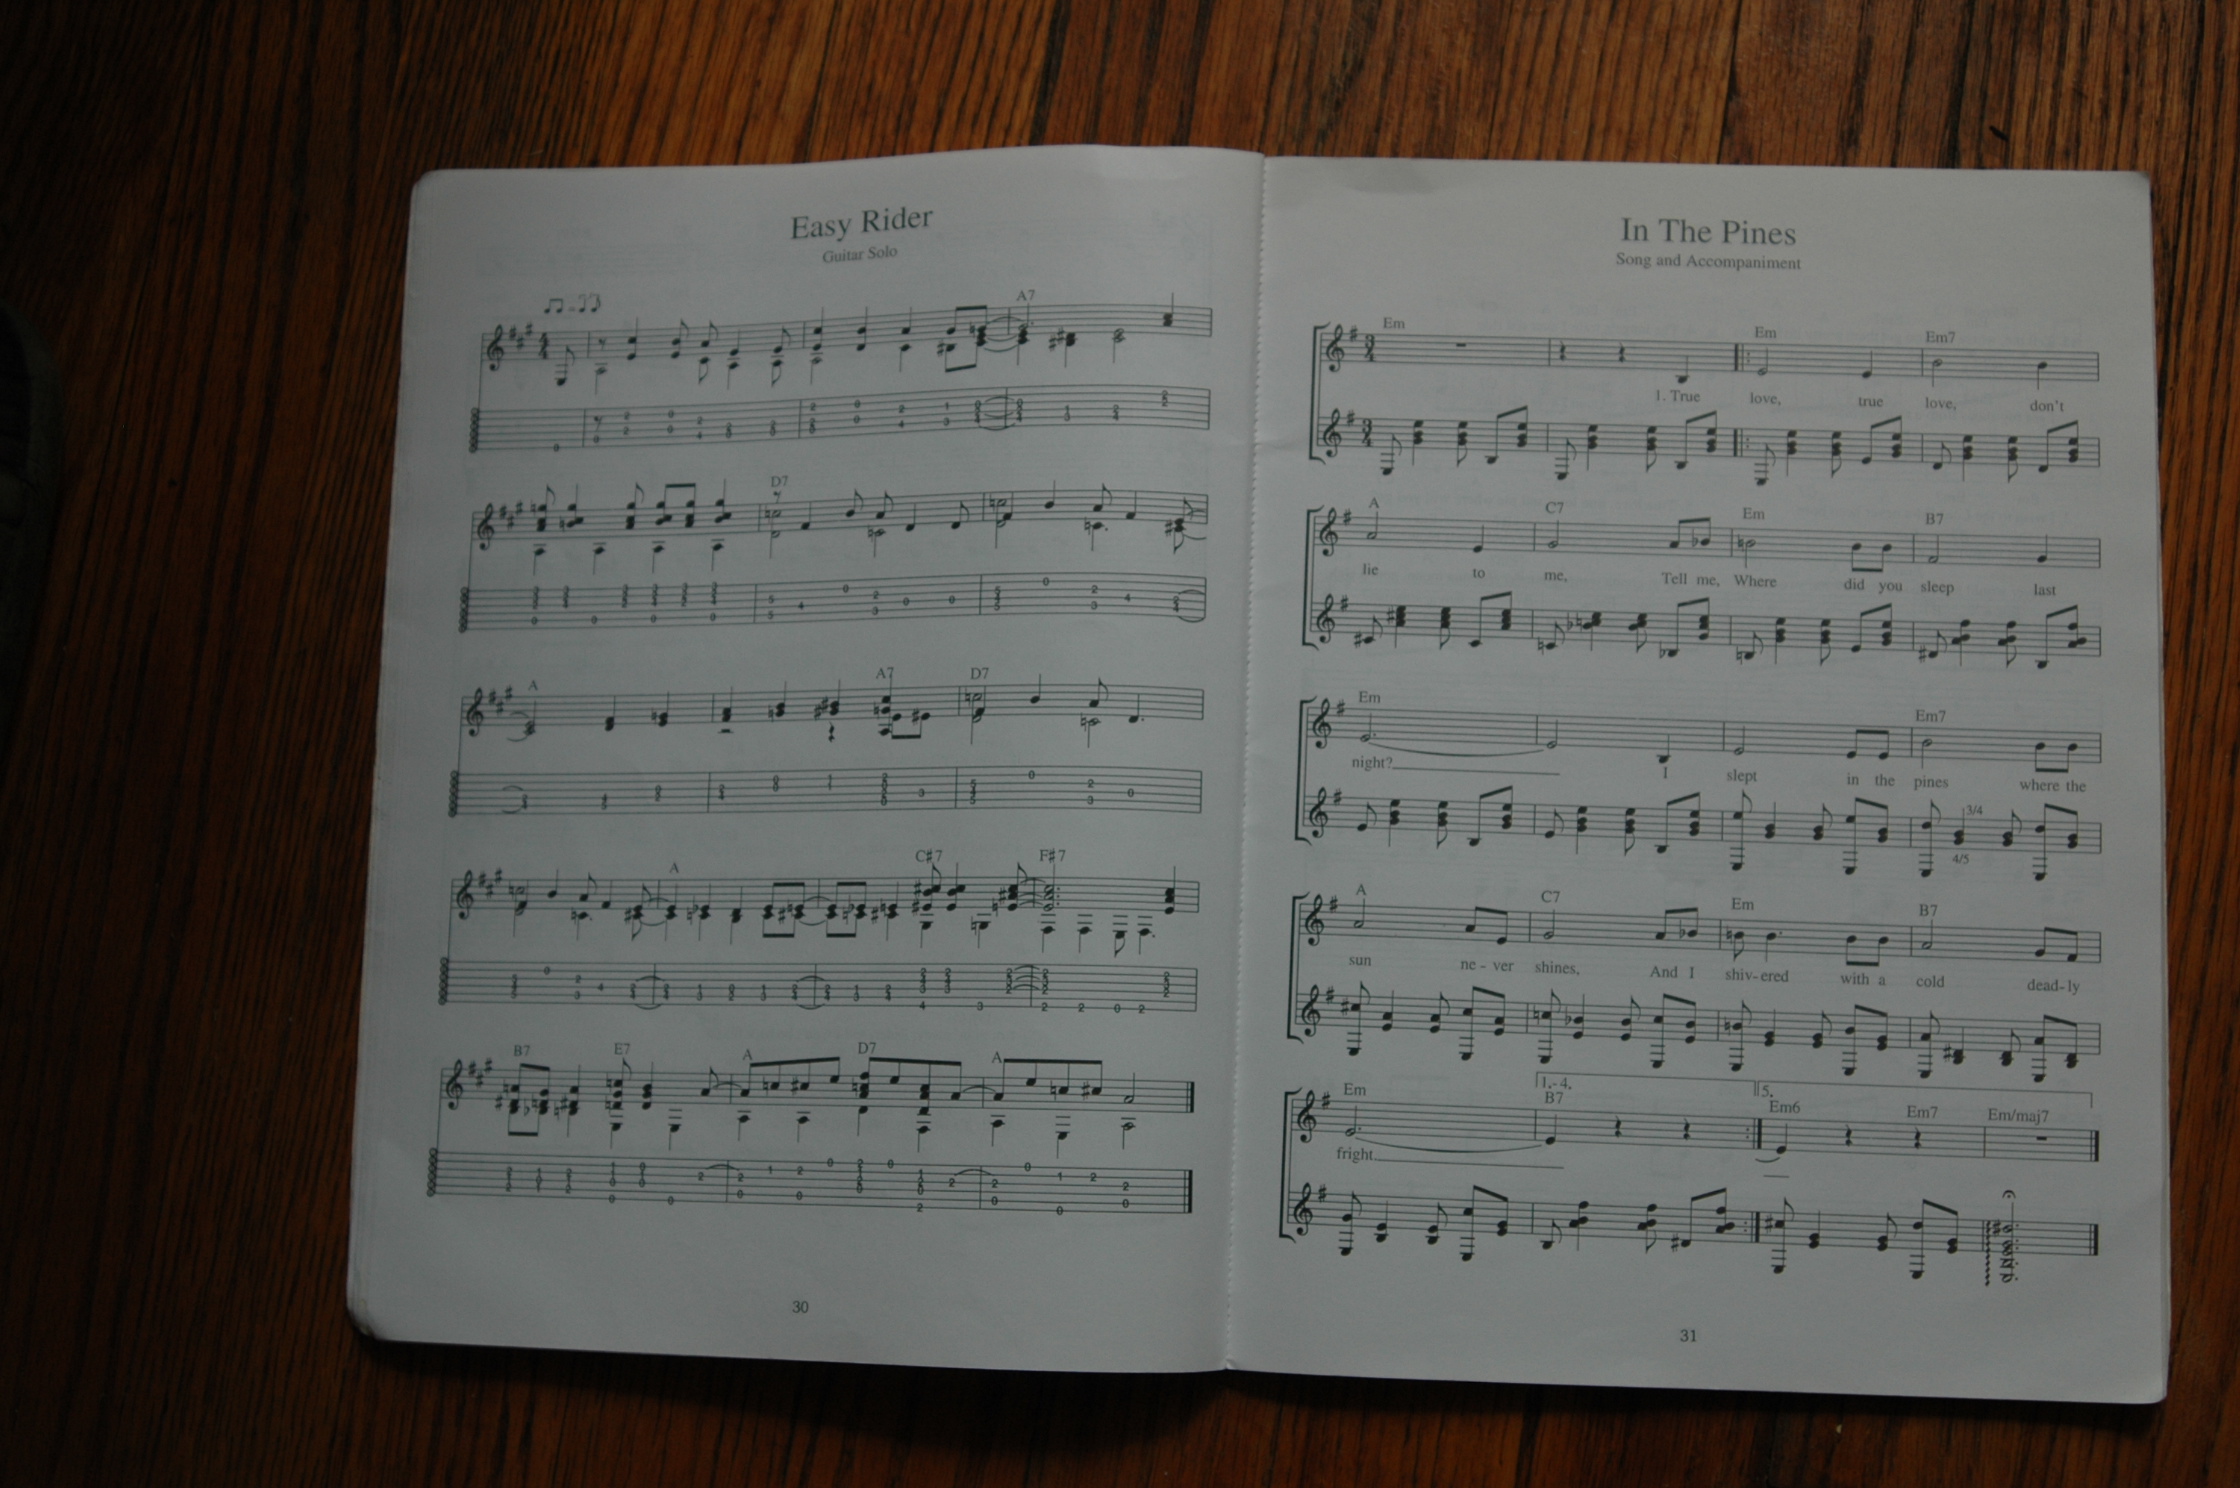 Easy Rider
Guitar Solo
A7
D7
A
A7
D7
A
C♯7
F♯7
B7
E7
A
D7
A
30
In The Pines
Song and Accompaniment
Em
Em
Em7
1. True love, true love, don't
A
C7
Em
B7
lie to me, Tell me, Where did you sleep last
Em
Em7
night? I slept in the pines where the
3/4
4/5
A
C7
Em
B7
sun ne - ver shines, And I shiv - ered with a cold dead - ly
1.- 4.
5.
Em
B7
Em6
Em7
Em/maj7
fright.
31